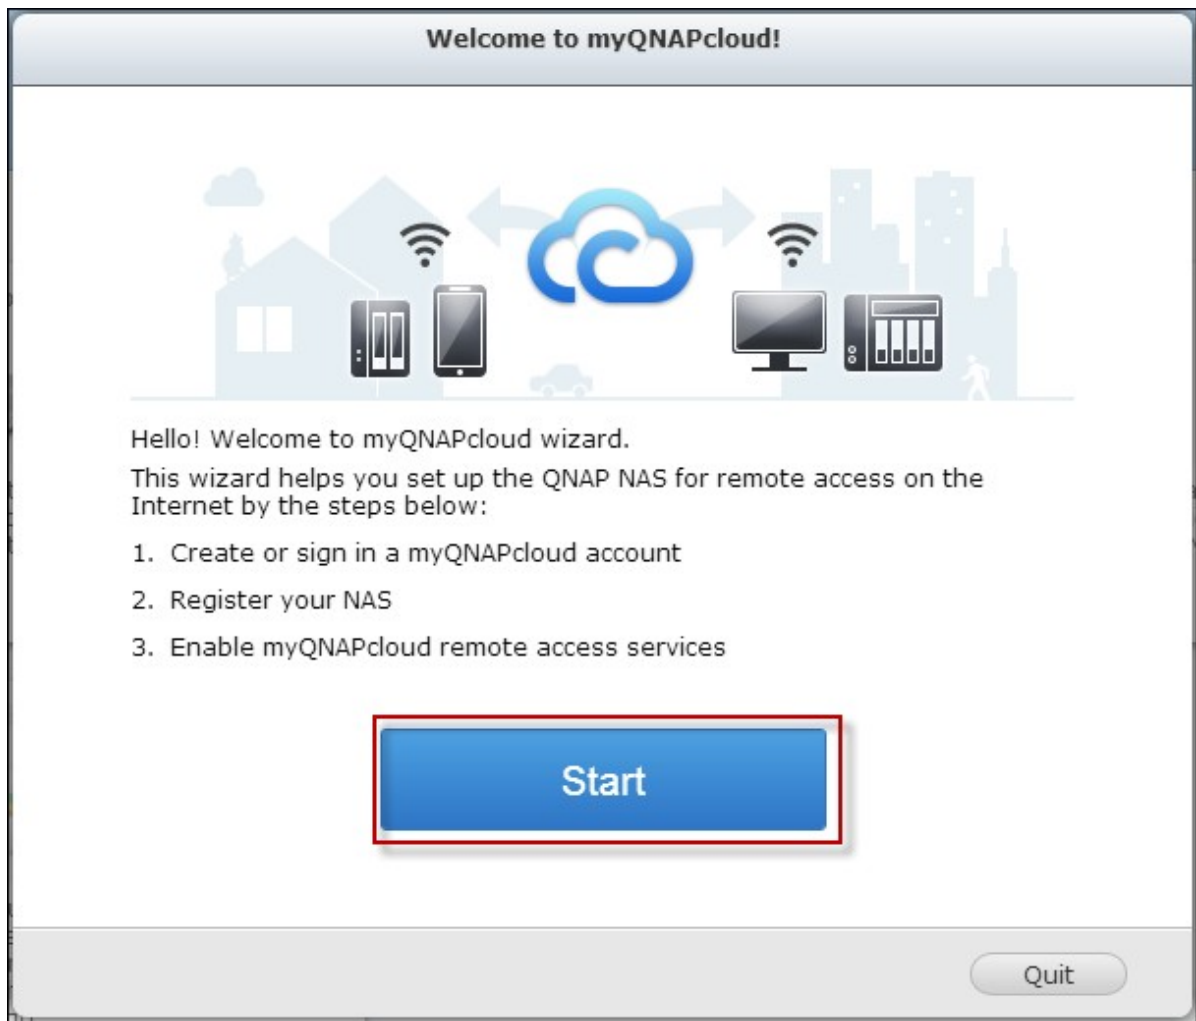 Welcome to myQNAPcloud!
Hello! Welcome to myQNAPcloud wizard.
This wizard helps you set up the QNAP NAS for remote access on the
Internet by the steps below:
1. Create or sign in a myQNAPcloud account
2. Register your NAS
3. Enable myQNAPcloud remote access services
Start
Quit